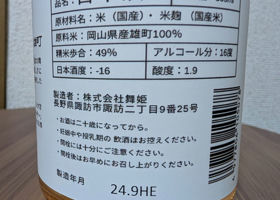 原材料名：米（国産）・米麹（国産米）
原料米：岡山県産雄町100%
精米歩合：49% アルコール分：16度
日本酒度：-16 酸度：1.9
製造者：株式会社舞姫
長野県諏訪市諏訪二丁目9番25号
・お酒は二十歳になってから。
・妊娠中や授乳期の飲酒はお控えください。
・開栓には十分にご注意ください。
・開栓後はお早めにお召し上がりください。
製造年月
24.9HE